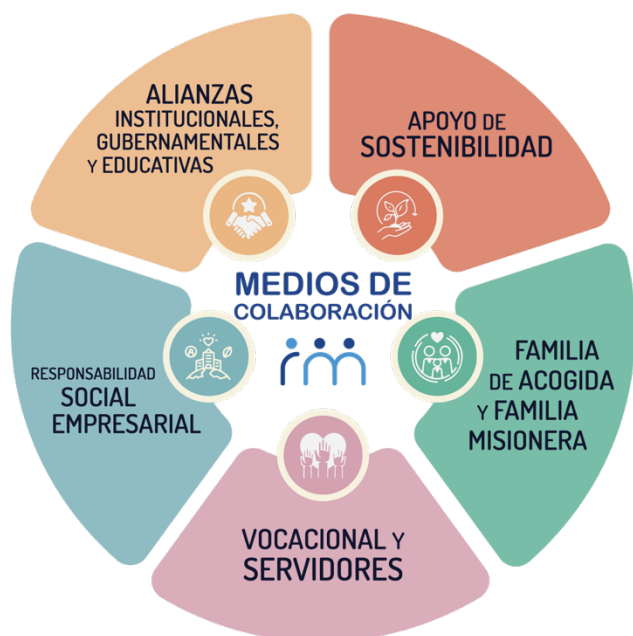 ALIANZAS
INSTITUCIONALES,
GUBERNAMENTALES
Y EDUCATIVAS
APOYO DE
SOSTENIBILIDAD
MEDIOS DE
COLABORACIÓN
im
RESPONSABILIDAD
SOCIAL
EMPRESARIAL
FAMILIA
DE ACOGIDA
Y FAMILIA
MISIONERA
VOCACIONAL Y
SERVIDORES